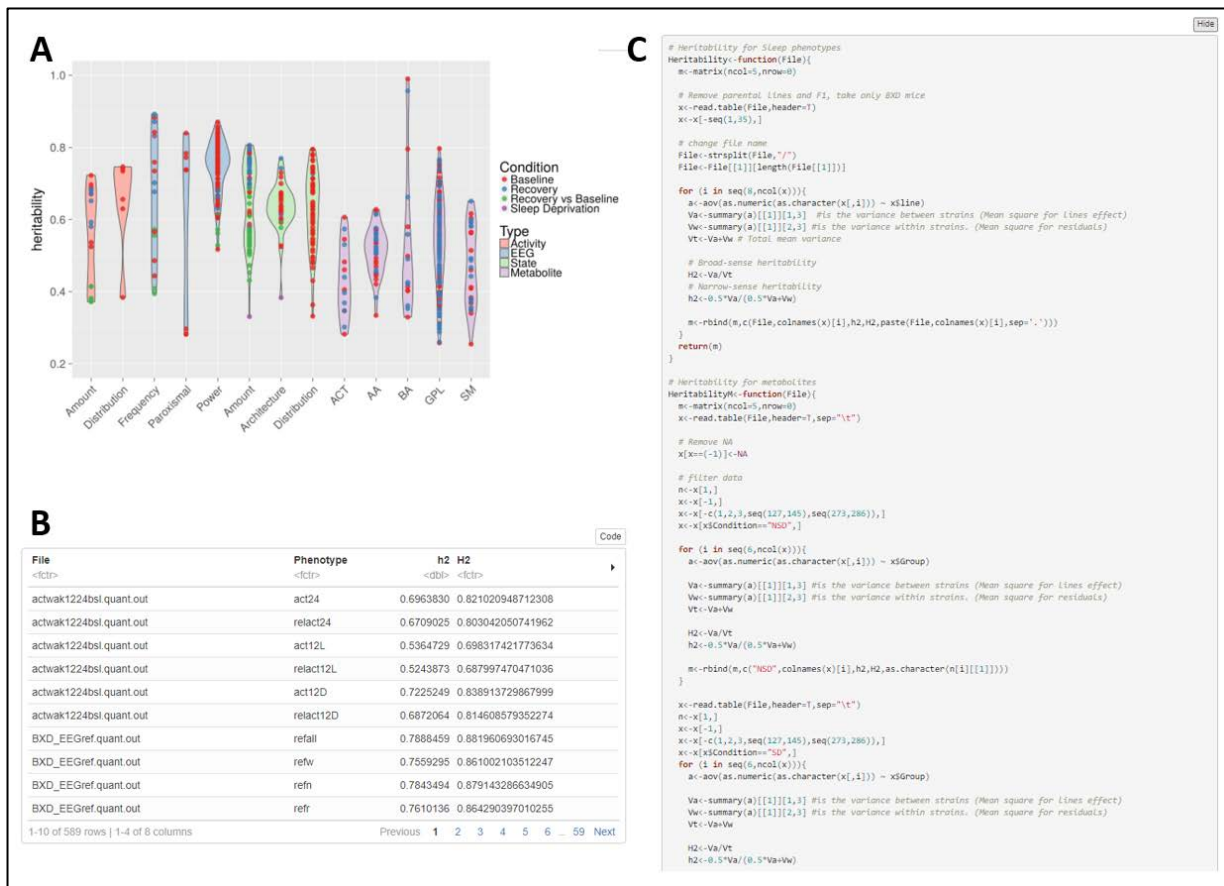 A
1.0
0.8
0.6
0.4
0.2
heritability
Amount
Distribution
Frequency
Paroxismal
Power
Amount
Architecture
Distribution
ACT
AA
BA
GPL
SM
Condition
Baseline
Recovery
Recovery vs Baseline
Sleep Deprivation
Type
Activity
EEG
State
Metabolite
B
Code
File Phenotype h2 H2
<fctr> <fctr> <dbl> <fctr>
actwak1224bsl.quant.out act24 0.6963830 0.821020948712308
actwak1224bsl.quant.out relact24 0.6709025 0.803042050741962
actwak1224bsl.quant.out act12L 0.5364729 0.698317421773634
actwak1224bsl.quant.out relact12L 0.5243873 0.687997470471036
actwak1224bsl.quant.out act12D 0.7225249 0.838913729867999
actwak1224bsl.quant.out relact12D 0.6872064 0.814608579352274
BXD_EEGref.quant.out refall 0.7888459 0.881960693016745
BXD_EEGref.quant.out refw 0.7559295 0.861002103512247
BXD_EEGref.quant.out refn 0.7843494 0.879143286634905
BXD_EEGref.quant.out refr 0.7610136 0.864290397010255
1-10 of 589 rows | 1-4 of 8 columns Previous 1 2 3 4 5 6 ... 59 Next
C
Hide
# Heritability for Sleep phenotypes
Heritability<-function(File){
m<-matrix(ncol=5,nrow=0)
# Remove parental lines and F1, take only BXD mice
x<-read.table(File,header=T)
x<-x[-seq(1,35),]
# change file name
File<-strsplit(File,"/")
File<-File[[1]][length(File[[1]])]
for (i in seq(8,ncol(x))){
a<-aov(as.numeric(as.character(x[,i])) ~ x$line)
Va<-summary(a)[[1]][1,3] #is the variance between strains (Mean square for lines effect)
Vw<-summary(a)[[1]][2,3] #is the variance within strains. (Mean square for residuals)
Vt<-Va+Vw # Total mean variance
# Broad-sense heritability
H2<-Va/Vt
# Narrow-sense heritability
h2<-0.5*Va/(0.5*Va+Vw)
m<-rbind(m,c(File,colnames(x)[i],h2,H2,paste(File,colnames(x)[i],sep='.')))
}
return(m)
}
# Heritability for metabolites
HeritabilityM<-function(File){
m<-matrix(ncol=5,nrow=0)
x<-read.table(File,header=T,sep="\t")
# Remove NA
x[x==(-1)]<-NA
# filter data
n<-x[1,]
x<-x[-1,]
x<-x[-c(1,2,3,seq(127,145),seq(273,286)),]
x<-x[x$Condition=="NSD",]
for (i in seq(6,ncol(x))){
a<-aov(as.numeric(as.character(x[,i])) ~ x$Group)
Va<-summary(a)[[1]][1,3] #is the variance between strains (Mean square for lines effect)
Vw<-summary(a)[[1]][2,3] #is the variance within strains. (Mean square for residuals)
Vt<-Va+Vw
H2<-Va/Vt
h2<-0.5*Va/(0.5*Va+Vw)
m<-rbind(m,c("NSD",colnames(x)[i],h2,H2,as.character(n[i][[1]])))
}
x<-read.table(File,header=T,sep="\t")
n<-x[1,]
x<-x[-1,]
x<-x[-c(1,2,3,seq(127,145),seq(273,286)),]
x<-x[x$Condition=="SD",]
for (i in seq(6,ncol(x))){
a<-aov(as.numeric(as.character(x[,i])) ~ x$Group)
Va<-summary(a)[[1]][1,3] #is the variance between strains (Mean square for lines effect)
Vw<-summary(a)[[1]][2,3] #is the variance within strains. (Mean square for residuals)
Vt<-Va+Vw
H2<-Va/Vt
h2<-0.5*Va/(0.5*Va+Vw)